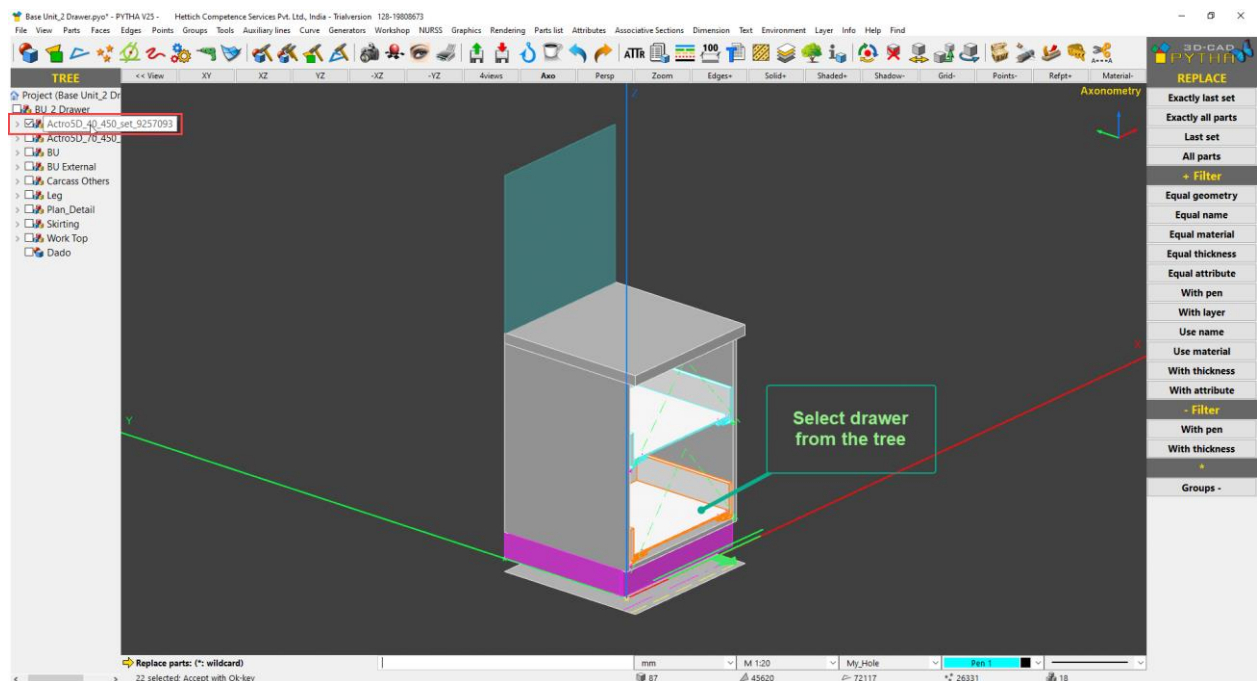 Base Unit_2 Drawer.pyo* - PYTHA V25 - Hettich Competence Services Pvt. Ltd., India - Trialversion 128-19808673
File View Parts Faces Edges Points Groups Tools Auxiliary lines Curve Generators Workshop NURSS Graphics Rendering Parts list Attributes Associative Sections Dimension Text Environment Layer Info Help Find
ATTR 100 3D-CAD
PYTHA
TREE << View XY XZ YZ -XZ -YZ 4views Axo Persp Zoom Edges+ Solid+ Shaded+ Shadow- Grid- Points- Refpt+ Material- REPLACE
Axonometry
Project (Base Unit_2 Dr
BU_2 Drawer
Actro5D_40_450_set_9257093
Actro5D_70_450_
BU
BU External
Carcass Others
Leg
Plan_Detail
Skirting
Work Top
Dado
Z
X
Y
Select drawer
from the tree
Exactly last set
Exactly all parts
Last set
All parts
+ Filter
Equal geometry
Equal name
Equal material
Equal thickness
Equal attribute
With pen
With layer
Use name
Use material
With thickness
With attribute
- Filter
With pen
With thickness
*
Groups -
Replace parts: (*: wildcard) mm M 1:20 My_Hole Pen 1
22 selected: Accept with Ok-key 87 45620 72117 26331 18